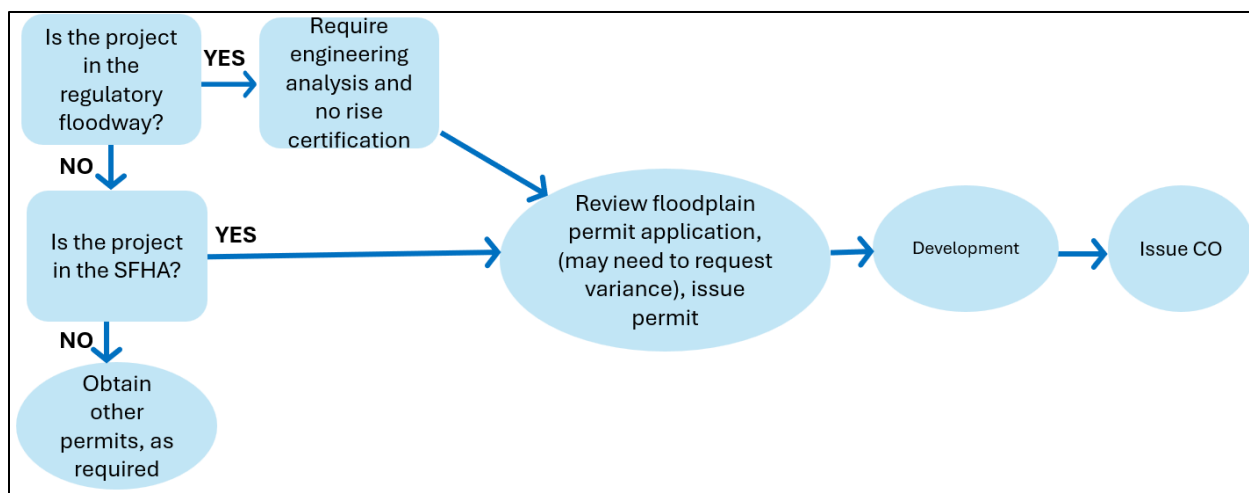 Is the project
in the
regulatory
floodway?
YES
Require
engineering
analysis and
no rise
certification
NO
Is the project
in the SFHA?
YES
Review floodplain
permit application,
(may need to request
variance), issue
permit
Development
Issue CO
NO
Obtain
other
permits, as
required